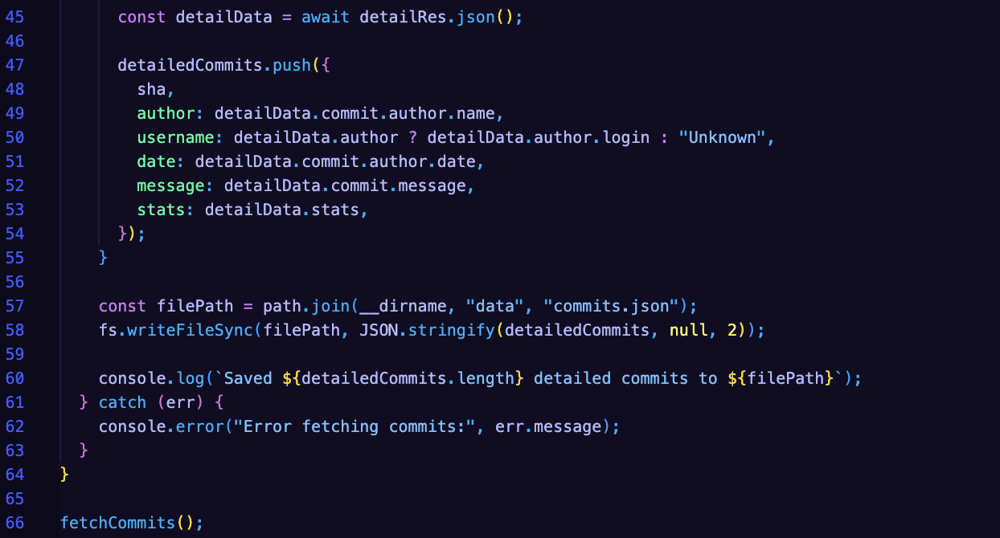 45 const detailData = await detailRes.json();
46
47 detailedCommits.push({
48 sha,
49 author: detailData.commit.author.name,
50 username: detailData.author ? detailData.author.login : "Unknown",
51 date: detailData.commit.author.date,
52 message: detailData.commit.message,
53 stats: detailData.stats,
54 });
55 }
56
57 const filePath = path.join(__dirname, "data", "commits.json");
58 fs.writeFileSync(filePath, JSON.stringify(detailedCommits, null, 2));
59
60 console.log(`Saved ${detailedCommits.length} detailed commits to ${filePath}`);
61 } catch (err) {
62 console.error("Error fetching commits:", err.message);
63 }
64 }
65
66 fetchCommits();